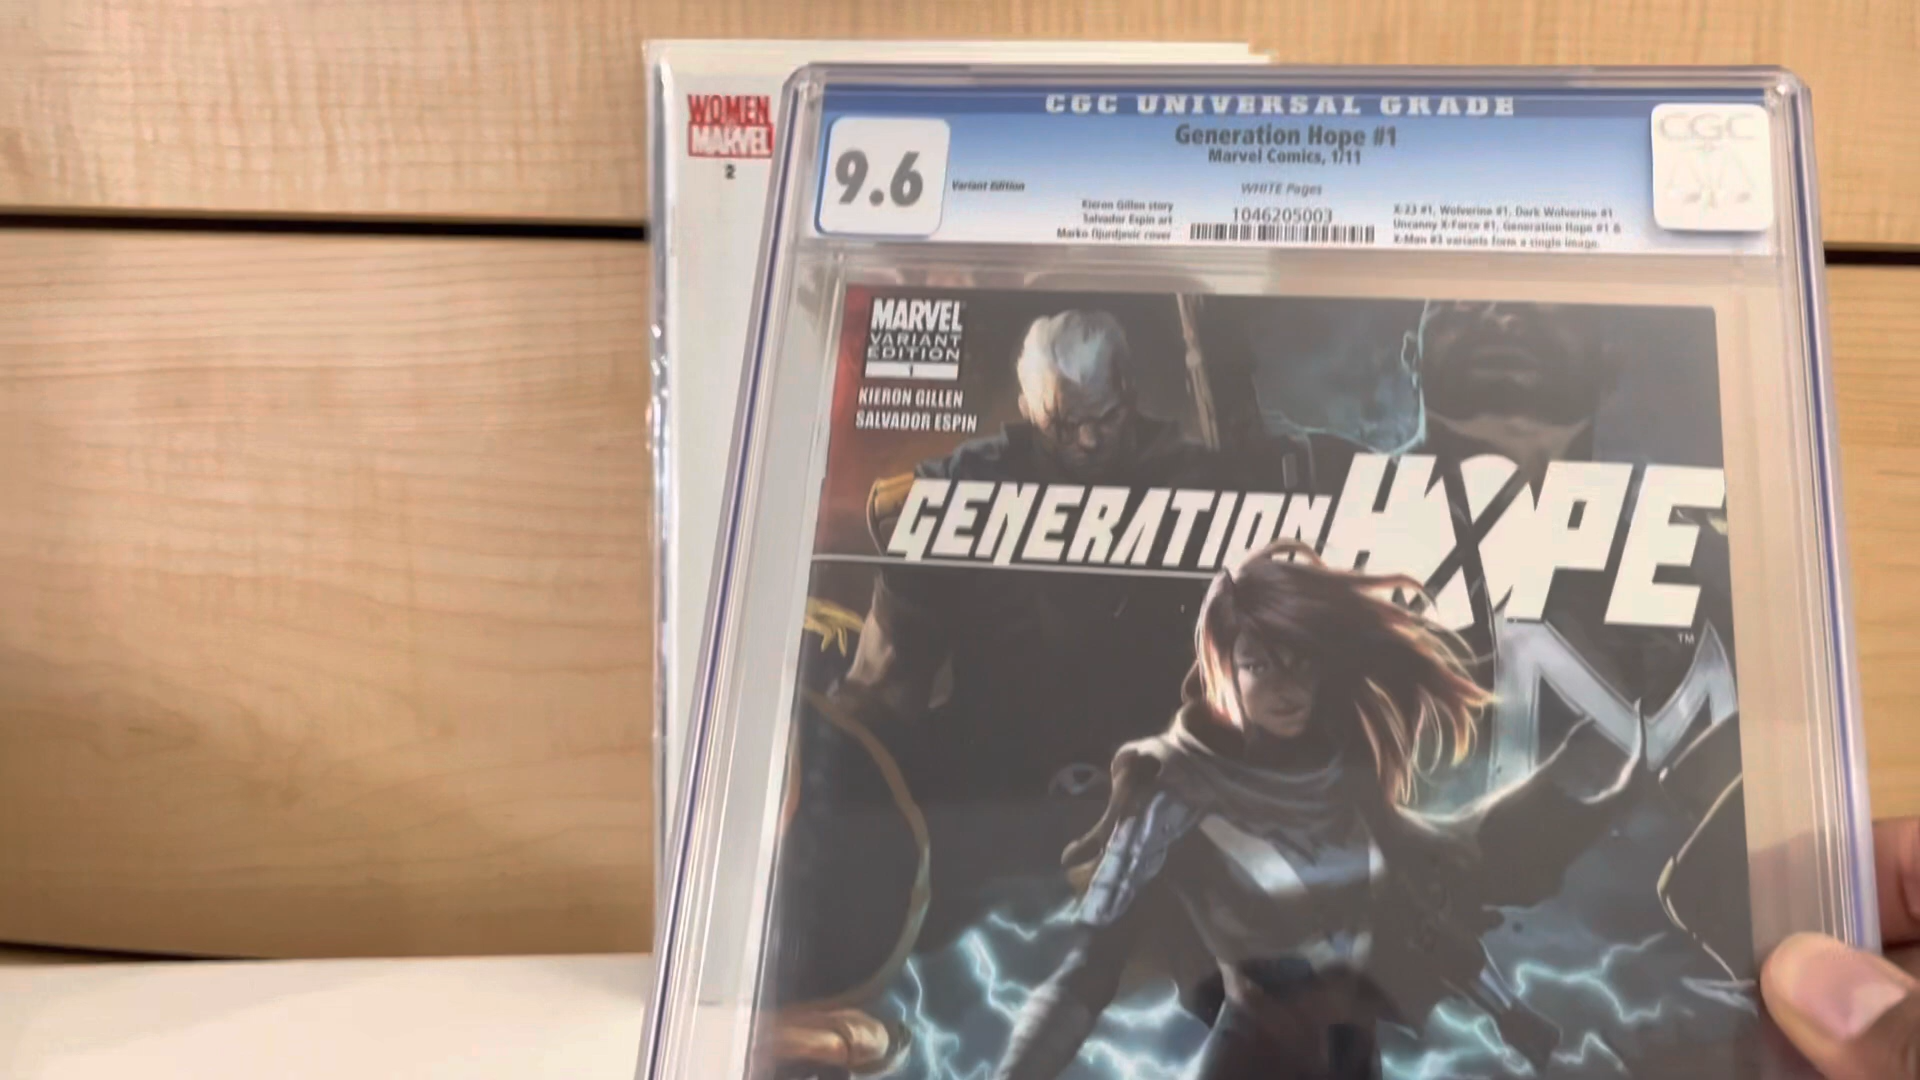 WOMEN
MARVEL
2
CGC UNIVERSAL GRADE
9.6
Generation Hope #1
Marvel Comics, 1/11
Variant Edition
WHITE Pages
Kieron Gillen story
Salvador Espin art
Marko Djurdjevic cover
1046205003
X-23 #1, Wolverine #1, Dark Wolverine #1
Uncanny X-Force #1, Generation Hope #1 &
X-Men #3 variants form a single image.
CGC
MARVEL
VARIANT
EDITION
1
KIERON GILLEN
SALVADOR ESPIN
GENERATION HOPE
TM